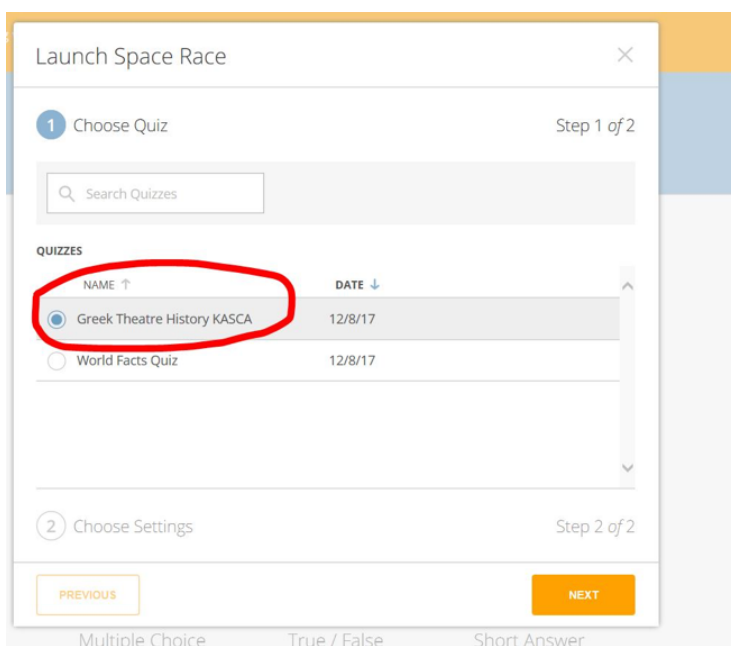 Launch Space Race
1 Choose Quiz Step 1 of 2
Search Quizzes
QUIZZES
NAME ↑ DATE ↓
Greek Theatre History KASCA 12/8/17
World Facts Quiz 12/8/17
2 Choose Settings Step 2 of 2
PREVIOUS NEXT
Multiple Choice True / False Short Answer